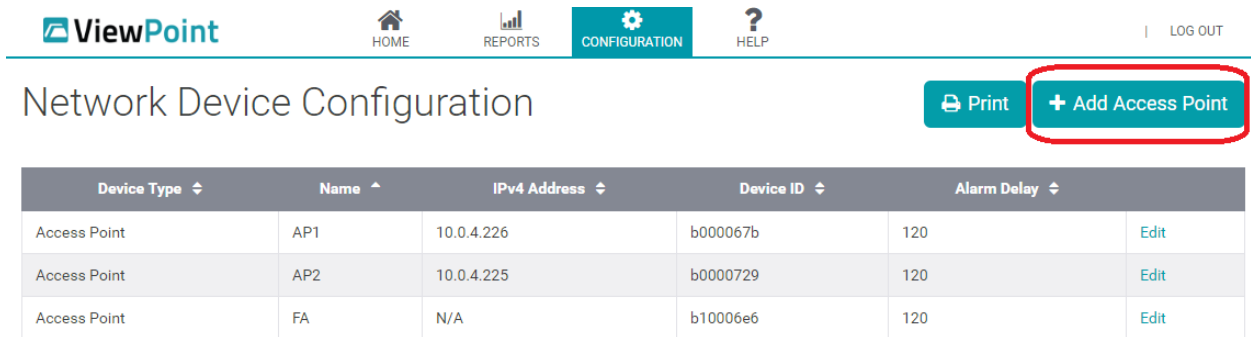 ViewPoint
HOME REPORTS CONFIGURATION HELP | LOG OUT
Network Device Configuration Print + Add Access Point
Device Type Name IPv4 Address Device ID Alarm Delay
Access Point AP1 10.0.4.226 b000067b 120 Edit
Access Point AP2 10.0.4.225 b0000729 120 Edit
Access Point FA N/A b10006e6 120 Edit